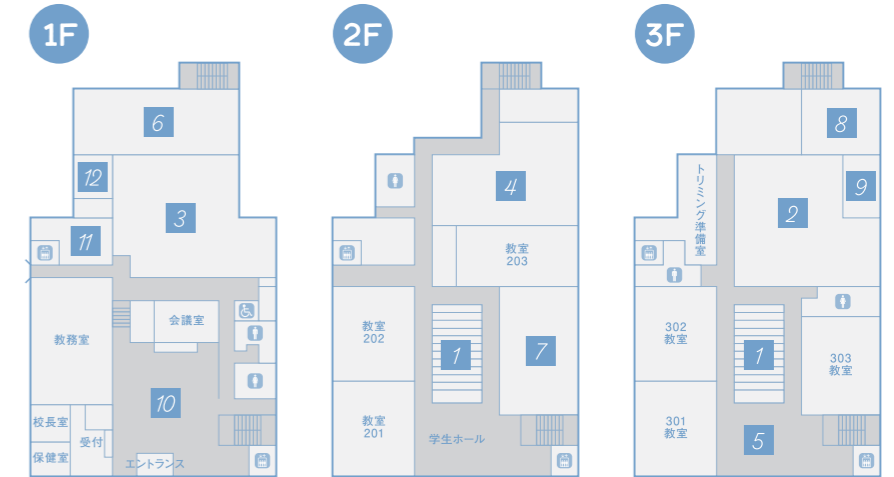 1F
6
12
3
11
教務室
会議室
10
校長室
受付
保健室
エントランス
2F
4
教室
203
教室
202
1
7
教室
201
学生ホール
3F
8
9
トリミング準備室
2
302
教室
1
303
教室
301
教室
5